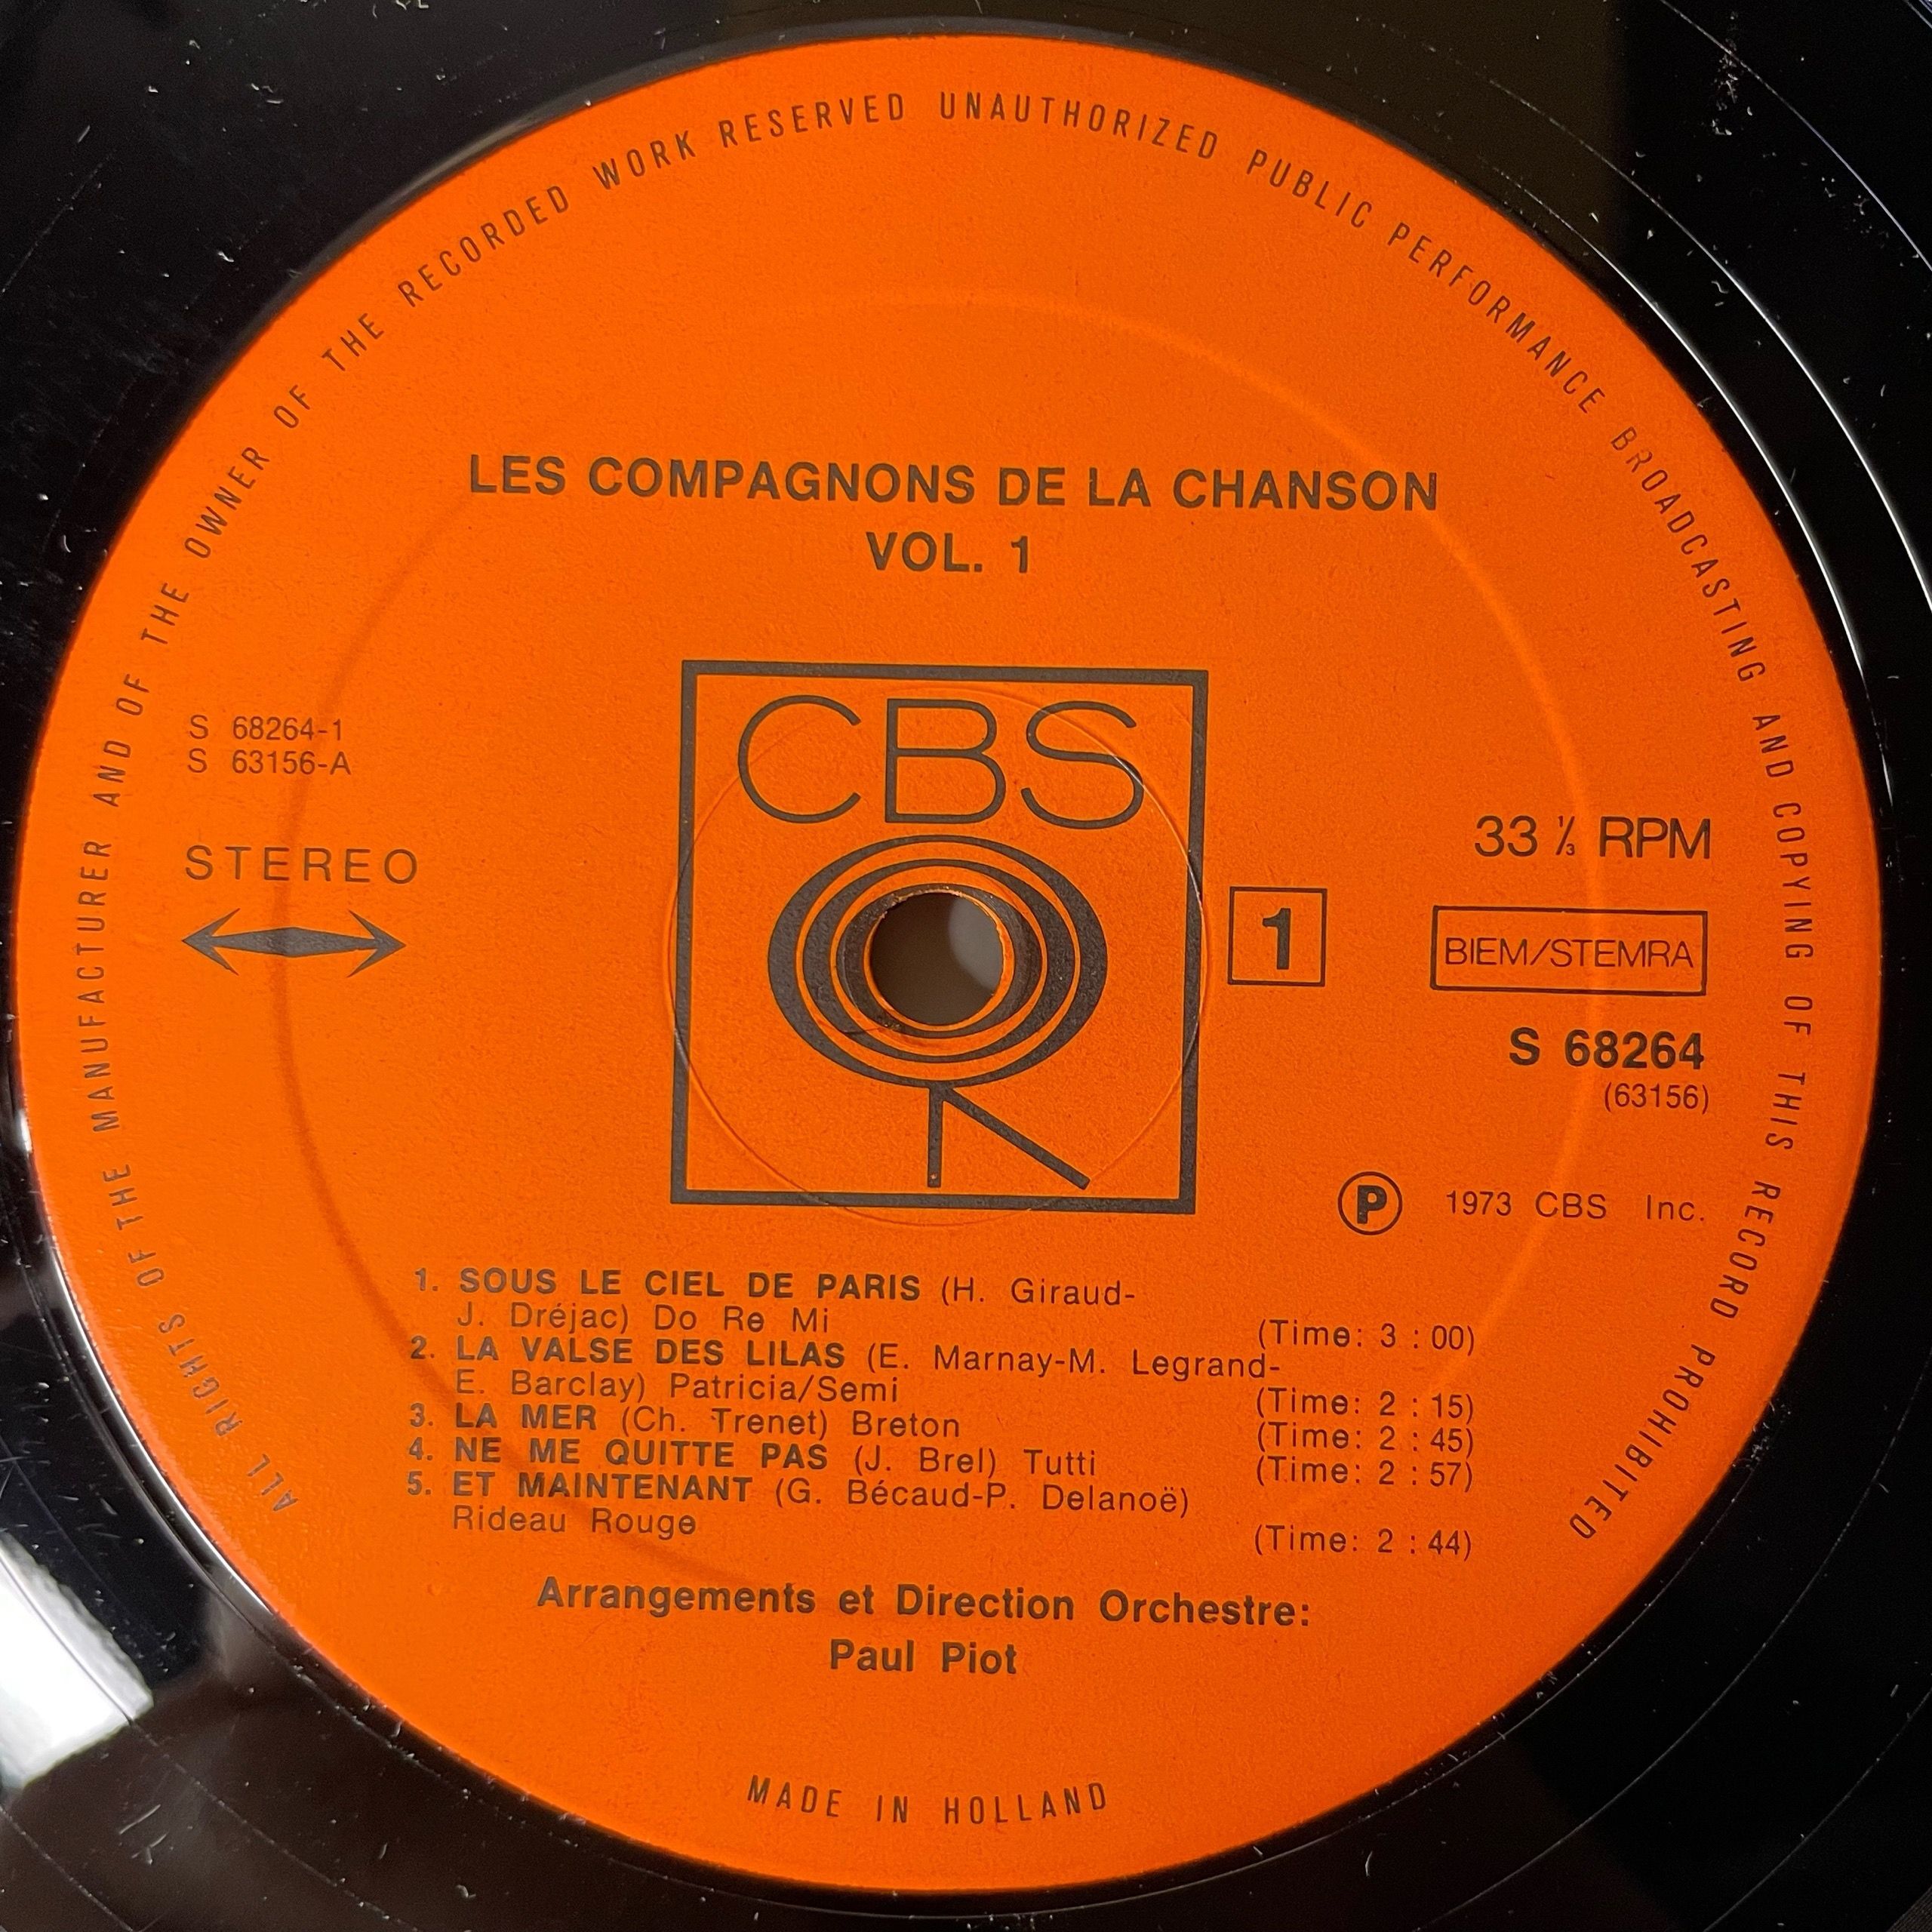 ALL RIGHTS OF THE MANUFACTURER AND OF THE OWNER OF THE RECORDED WORK RESERVED UNAUTHORIZED PUBLIC PERFORMANCE BROADCASTING AND COPYING OF THIS RECORD PROHIBITED
LES COMPAGNONS DE LA CHANSON
VOL. 1
CBS
S 68264-1
S 63156-A
STEREO
1
33 ⅓ RPM
BIEM/STEMRA
S 68264
(63156)
Ⓟ 1973 CBS Inc.
1. SOUS LE CIEL DE PARIS (H. Giraud-
J. Dréjac) Do Re Mi (Time: 3 : 00)
2. LA VALSE DES LILAS (E. Marnay-M. Legrand-
E. Barclay) Patricia/Semi (Time: 2 : 15)
3. LA MER (Ch. Trenet) Breton (Time: 2 : 45)
4. NE ME QUITTE PAS (J. Brel) Tutti (Time: 2 : 57)
5. ET MAINTENANT (G. Bécaud-P. Delanoë)
Rideau Rouge (Time: 2 : 44)
Arrangements et Direction Orchestre:
Paul Piot
MADE IN HOLLAND